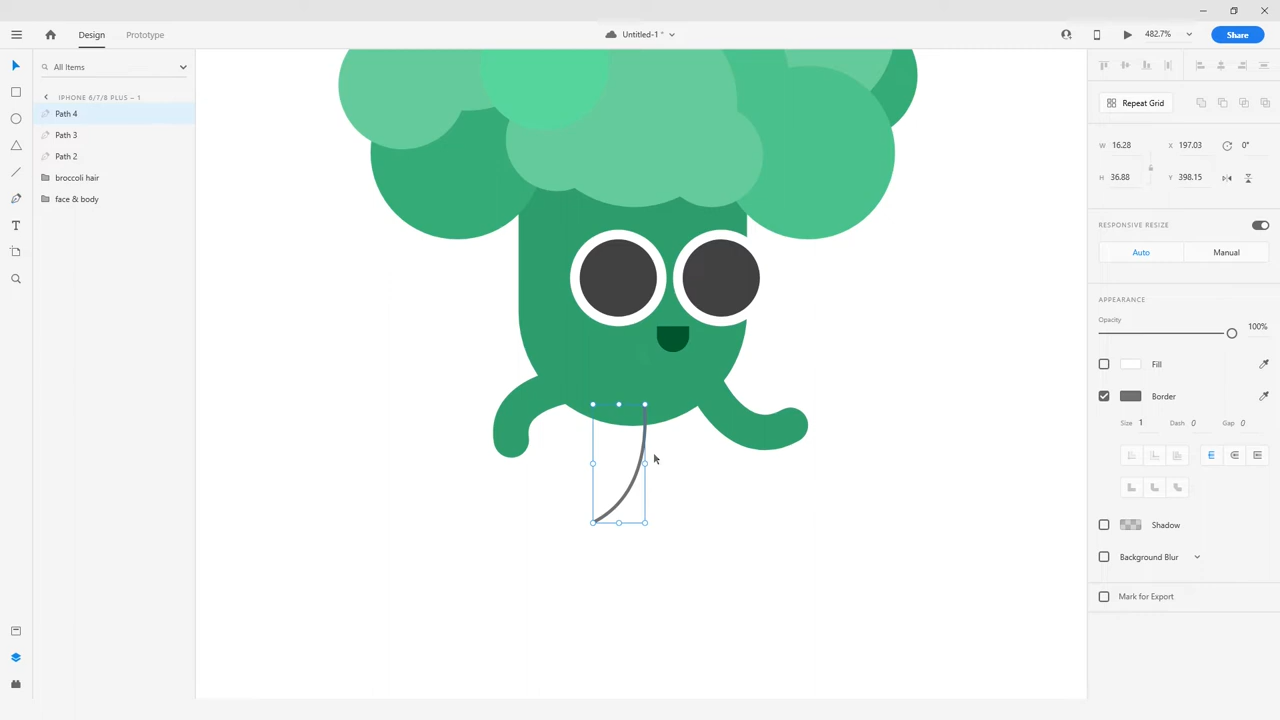 Design Prototype Untitled-1 * 482.7% Share
All Items
IPHONE 6/7/8 PLUS – 1
Path 4
Path 3
Path 2
broccoli hair
face & body
Repeat Grid
W 16.28 X 197.03 0°
H 36.88 Y 398.15
RESPONSIVE RESIZE
Auto Manual
APPEARANCE
Opacity
100%
Fill
Border
Size 1 Dash 0 Gap 0
Shadow
Background Blur
Mark for Export